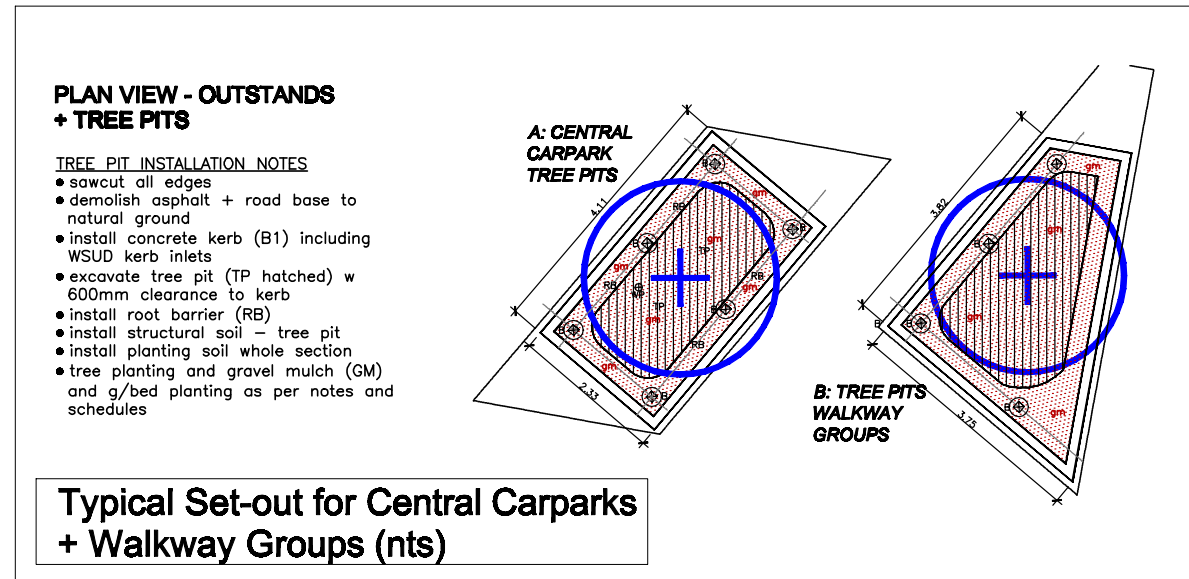 PLAN VIEW - OUTSTANDS
+ TREE PITS
TREE PIT INSTALLATION NOTES
• sawcut all edges
• demolish asphalt + road base to
natural ground
• install concrete kerb (B1) including
WSUD kerb inlets
• excavate tree pit (TP hatched) w
600mm clearance to kerb
• install root barrier (RB)
• install structural soil – tree pit
• install planting soil whole section
• tree planting and gravel mulch (GM)
and g/bed planting as per notes and
schedules
A: CENTRAL
CARPARK
TREE PITS
4.11
2.33
B
gm
RB
B
gm
B
TP
gm
RB
RB
gm
TP
gm
B
B
RB
gm
B
3.82
3.75
gm
B
gm
gm
B
B
B
gm
B: TREE PITS
WALKWAY
GROUPS
Typical Set-out for Central Carparks
+ Walkway Groups (nts)